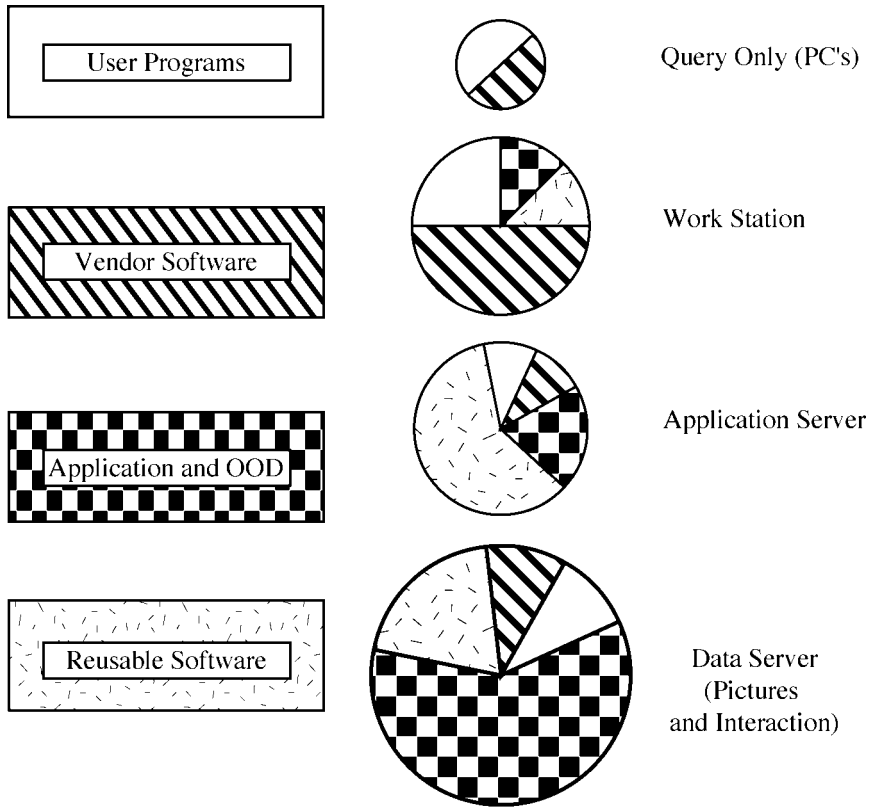 User Programs
Query Only (PC's)
Vendor Software
Work Station
Application and OOD
Application Server
Reusable Software
Data Server
(Pictures
and Interaction)